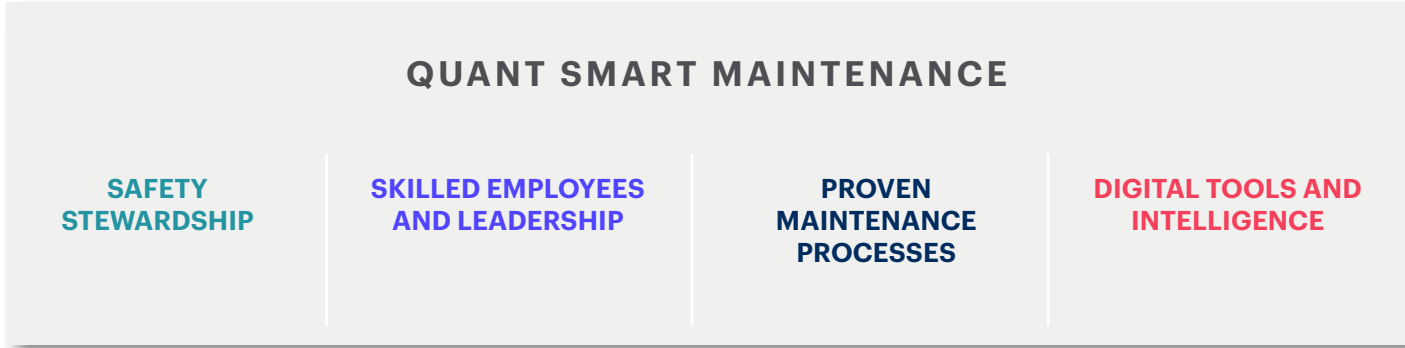 QUANT SMART MAINTENANCE
SAFETY
STEWARDSHIP
SKILLED EMPLOYEES
AND LEADERSHIP
PROVEN
MAINTENANCE
PROCESSES
DIGITAL TOOLS AND
INTELLIGENCE